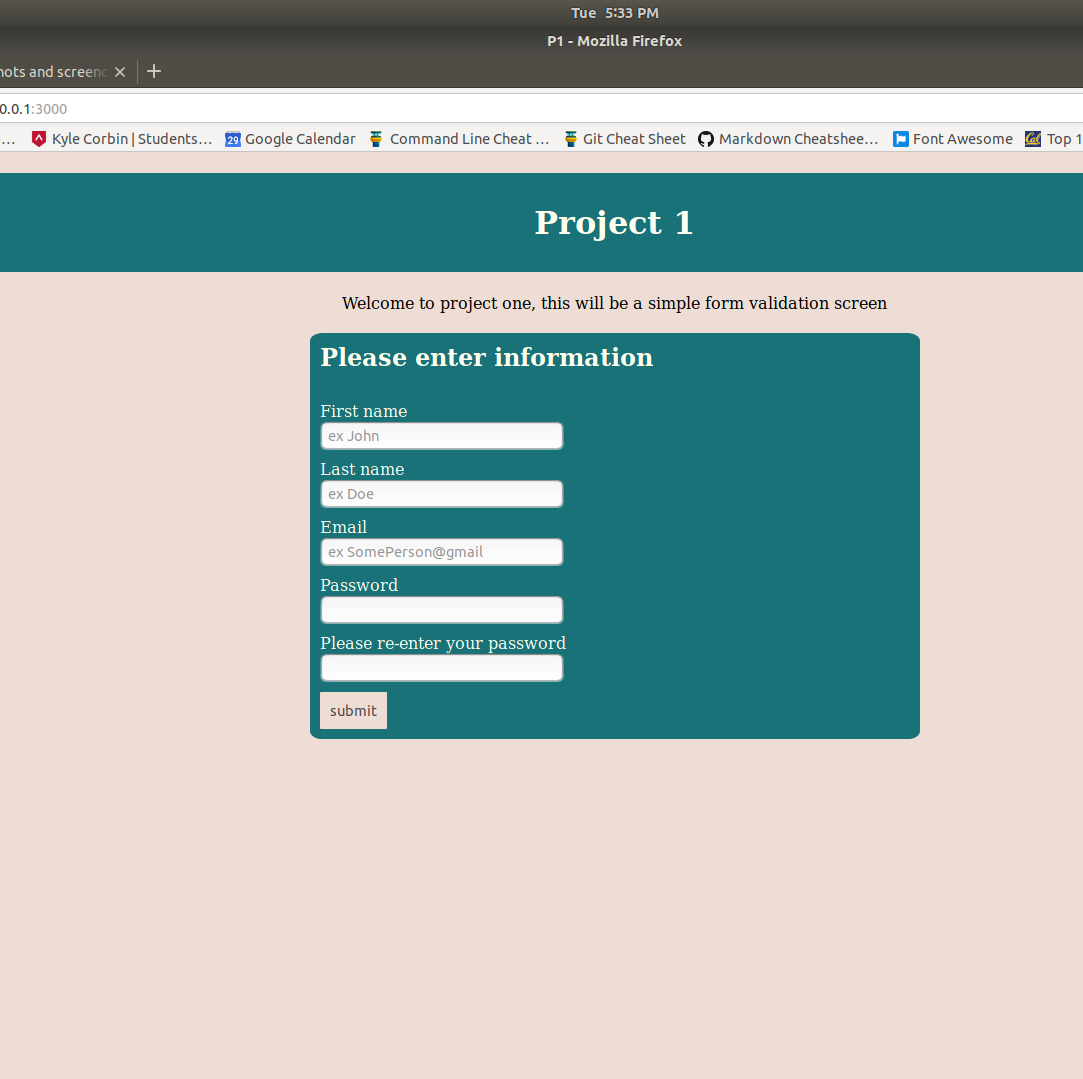 Tue 5:33 PM
P1 - Mozilla Firefox
hots and screen
0.0.1:3000
... Kyle Corbin | Students... Google Calendar Command Line Cheat ... Git Cheat Sheet Markdown Cheatshee... Font Awesome Top 1
Project 1
Welcome to project one, this will be a simple form validation screen
Please enter information
First name
ex John
Last name
ex Doe
Email
ex SomePerson@gmail
Password
Please re-enter your password
submit